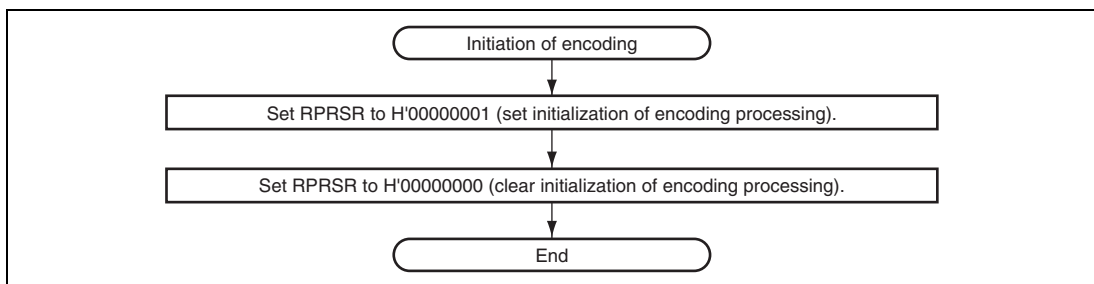 Initiation of encoding
Set RPRSR to H'00000001 (set initialization of encoding processing).
Set RPRSR to H'00000000 (clear initialization of encoding processing).
End